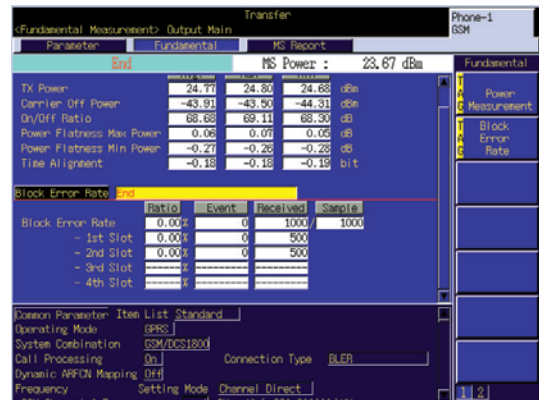 Transfer
<Fundamental Measurement> Output Main
Phone-1
GSM
Parameter Fundamental MS Report
End MS Power : 23.67 dBm
Fundamental
TX Power 24.77 24.80 24.68 dBm
Carrier Off Power -43.91 -43.50 -44.31 dBm
On/Off Ratio 68.68 69.11 68.30 dB
Power Flatness Max Power 0.06 0.07 0.05 dB
Power Flatness Min Power -0.27 -0.26 -0.28 dB
Time Alignment -0.18 -0.18 -0.19 bit
Block Error Rate End
Ratio Event Received Sample
Block Error Rate 0.00% 0 1000/ 1000
- 1st Slot 0.00% 0 500
- 2nd Slot 0.00% 0 500
- 3rd Slot ------% ------ ------
- 4th Slot ------% ------ ------
Common Parameter Item List Standard
Operating Mode GPRS
System Combination GSM/DCS1800
Call Processing On Connection Type BLER
Dynamic ARFCN Mapping Off
Frequency Setting Mode Channel Direct
TAG
Power
Measurement
TAG
Block
Error
Rate
1 2